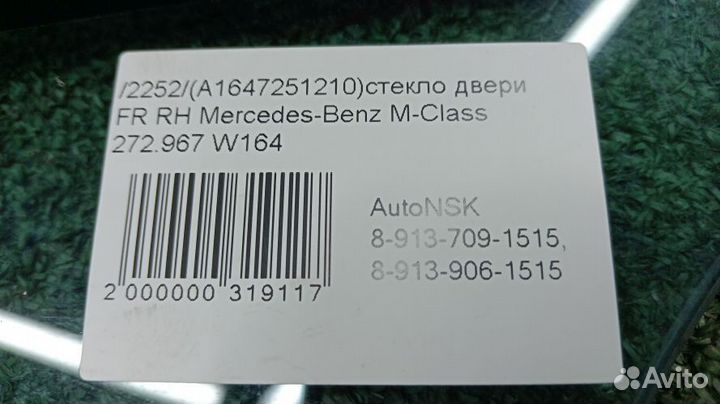 /2252/(A1647251210)стекло двери
FR RH Mercedes-Benz M-Class
272.967 W164
AutoNSK
8-913-709-1515,
8-913-906-1515
2 000000 319117
Avito